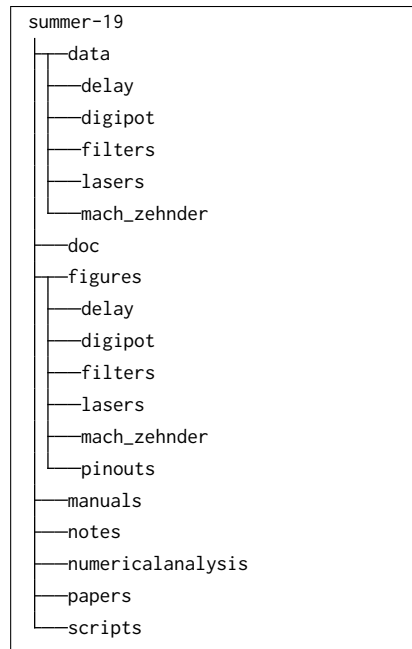 summer-19
data
delay
digipot
filters
lasers
mach_zehnder
doc
figures
delay
digipot
filters
lasers
mach_zehnder
pinouts
manuals
notes
numericalanalysis
papers
scripts